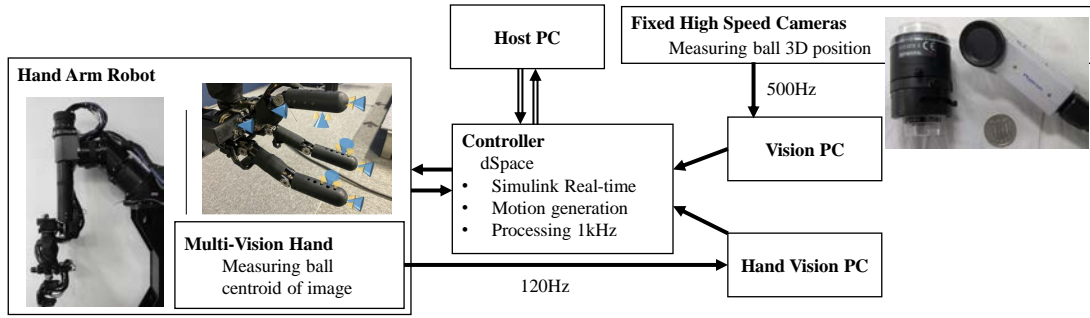 Hand Arm Robot
Multi-Vision Hand
Measuring ball
centroid of image
Host PC
Controller
dSpace
• Simulink Real-time
• Motion generation
• Processing 1kHz
120Hz
Fixed High Speed Cameras
Measuring ball 3D position
500Hz
Vision PC
Hand Vision PC